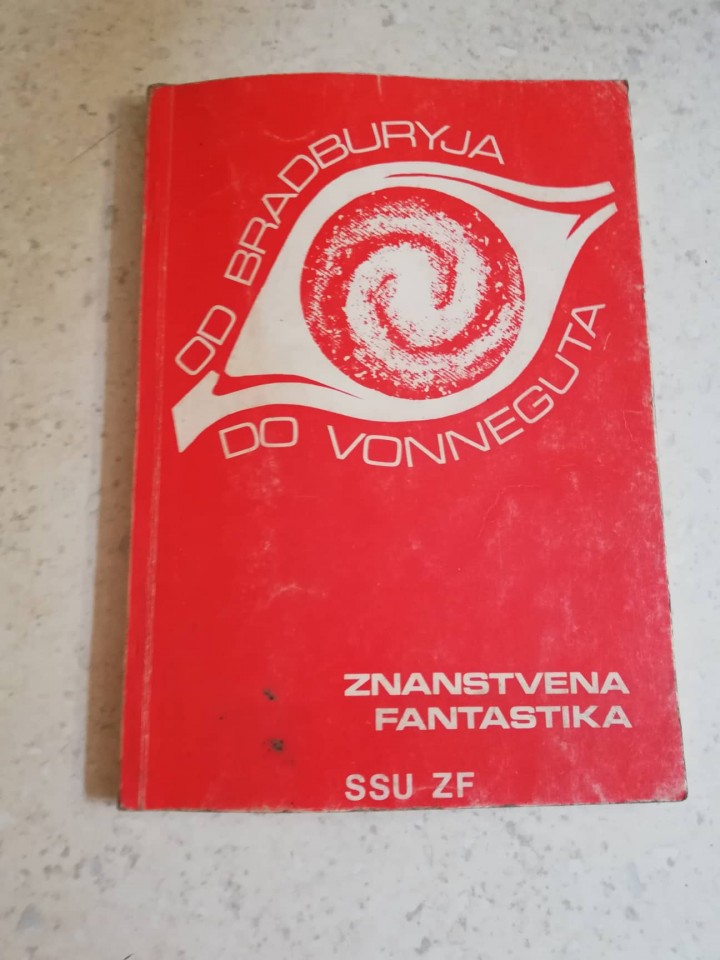 OD BRADBURYJA
DO VONNEGUTA
ZNANSTVENA
FANTASTIKA
SSU ZF